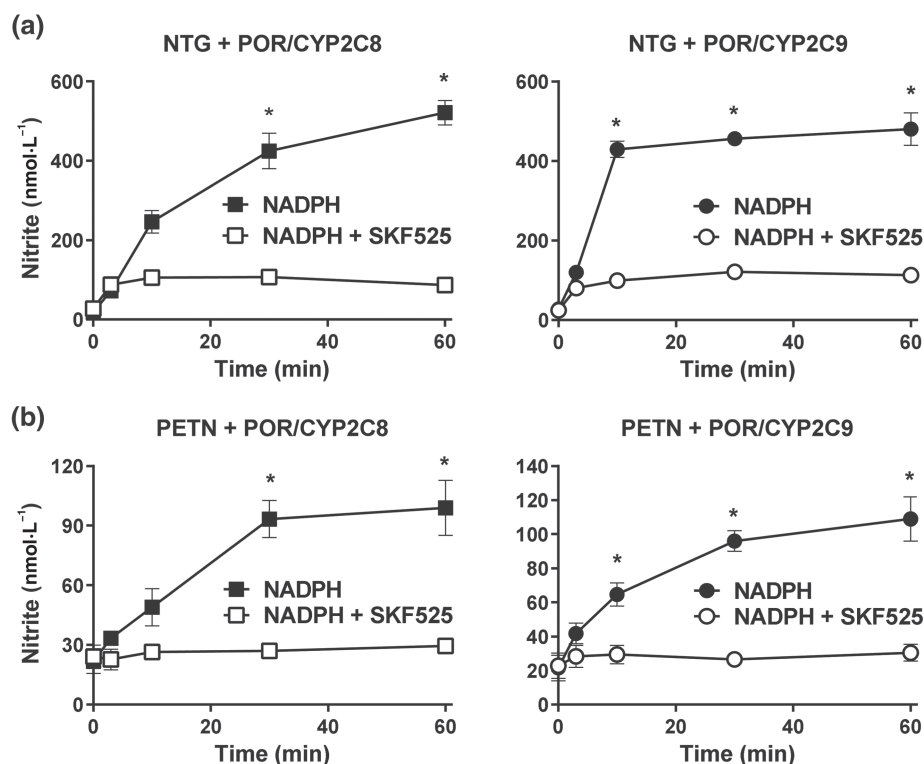 (a)
NTG + POR/CYP2C8
NTG + POR/CYP2C9
Nitrite (nmol·L⁻¹)
600
400
200
0
*
*
NADPH
NADPH + SKF525
0
20
40
60
Time (min)
600
400
200
0
*
*
*
NADPH
NADPH + SKF525
0
20
40
60
Time (min)
(b)
PETN + POR/CYP2C8
PETN + POR/CYP2C9
Nitrite (nmol·L⁻¹)
120
90
60
30
0
*
*
NADPH
NADPH + SKF525
0
20
40
60
Time (min)
140
120
100
80
60
40
20
0
*
*
*
NADPH
NADPH + SKF525
0
20
40
60
Time (min)